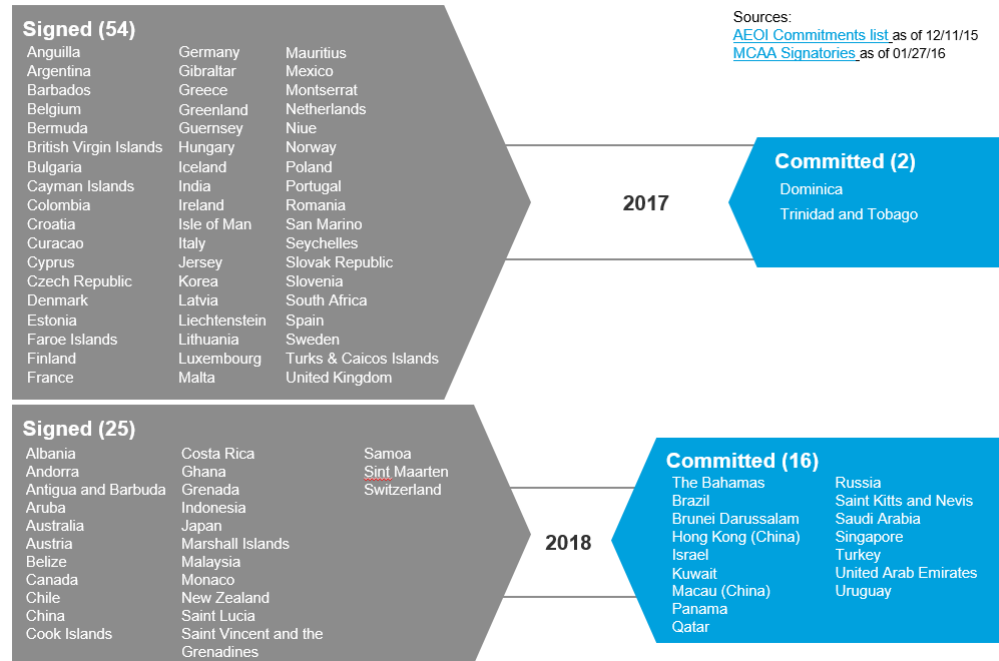 Signed (54)
Anguilla
Argentina
Barbados
Belgium
Bermuda
British Virgin Islands
Bulgaria
Cayman Islands
Colombia
Croatia
Curacao
Cyprus
Czech Republic
Denmark
Estonia
Faroe Islands
Finland
France
Germany
Gibraltar
Greece
Greenland
Guernsey
Hungary
Iceland
India
Ireland
Isle of Man
Italy
Jersey
Korea
Latvia
Liechtenstein
Lithuania
Luxembourg
Malta
Mauritius
Mexico
Montserrat
Netherlands
Niue
Norway
Poland
Portugal
Romania
San Marino
Seychelles
Slovak Republic
Slovenia
South Africa
Spain
Sweden
Turks & Caicos Islands
United Kingdom
Sources:
AEOI Commitments list as of 12/11/15
MCAA Signatories as of 01/27/16
2017
Committed (2)
Dominica
Trinidad and Tobago
Signed (25)
Albania
Andorra
Antigua and Barbuda
Aruba
Australia
Austria
Belize
Canada
Chile
China
Cook Islands
Costa Rica
Ghana
Grenada
Indonesia
Japan
Marshall Islands
Malaysia
Monaco
New Zealand
Saint Lucia
Saint Vincent and the
Grenadines
Samoa
Sint Maarten
Switzerland
2018
Committed (16)
The Bahamas
Brazil
Brunei Darussalam
Hong Kong (China)
Israel
Kuwait
Macau (China)
Panama
Qatar
Russia
Saint Kitts and Nevis
Saudi Arabia
Singapore
Turkey
United Arab Emirates
Uruguay